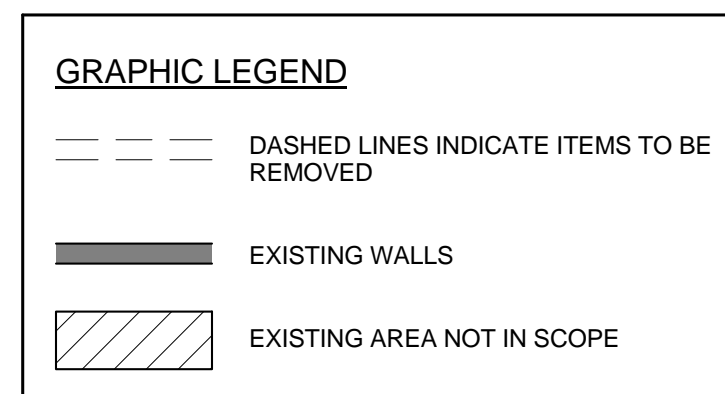 GRAPHIC LEGEND
DASHED LINES INDICATE ITEMS TO BE
REMOVED
EXISTING WALLS
EXISTING AREA NOT IN SCOPE